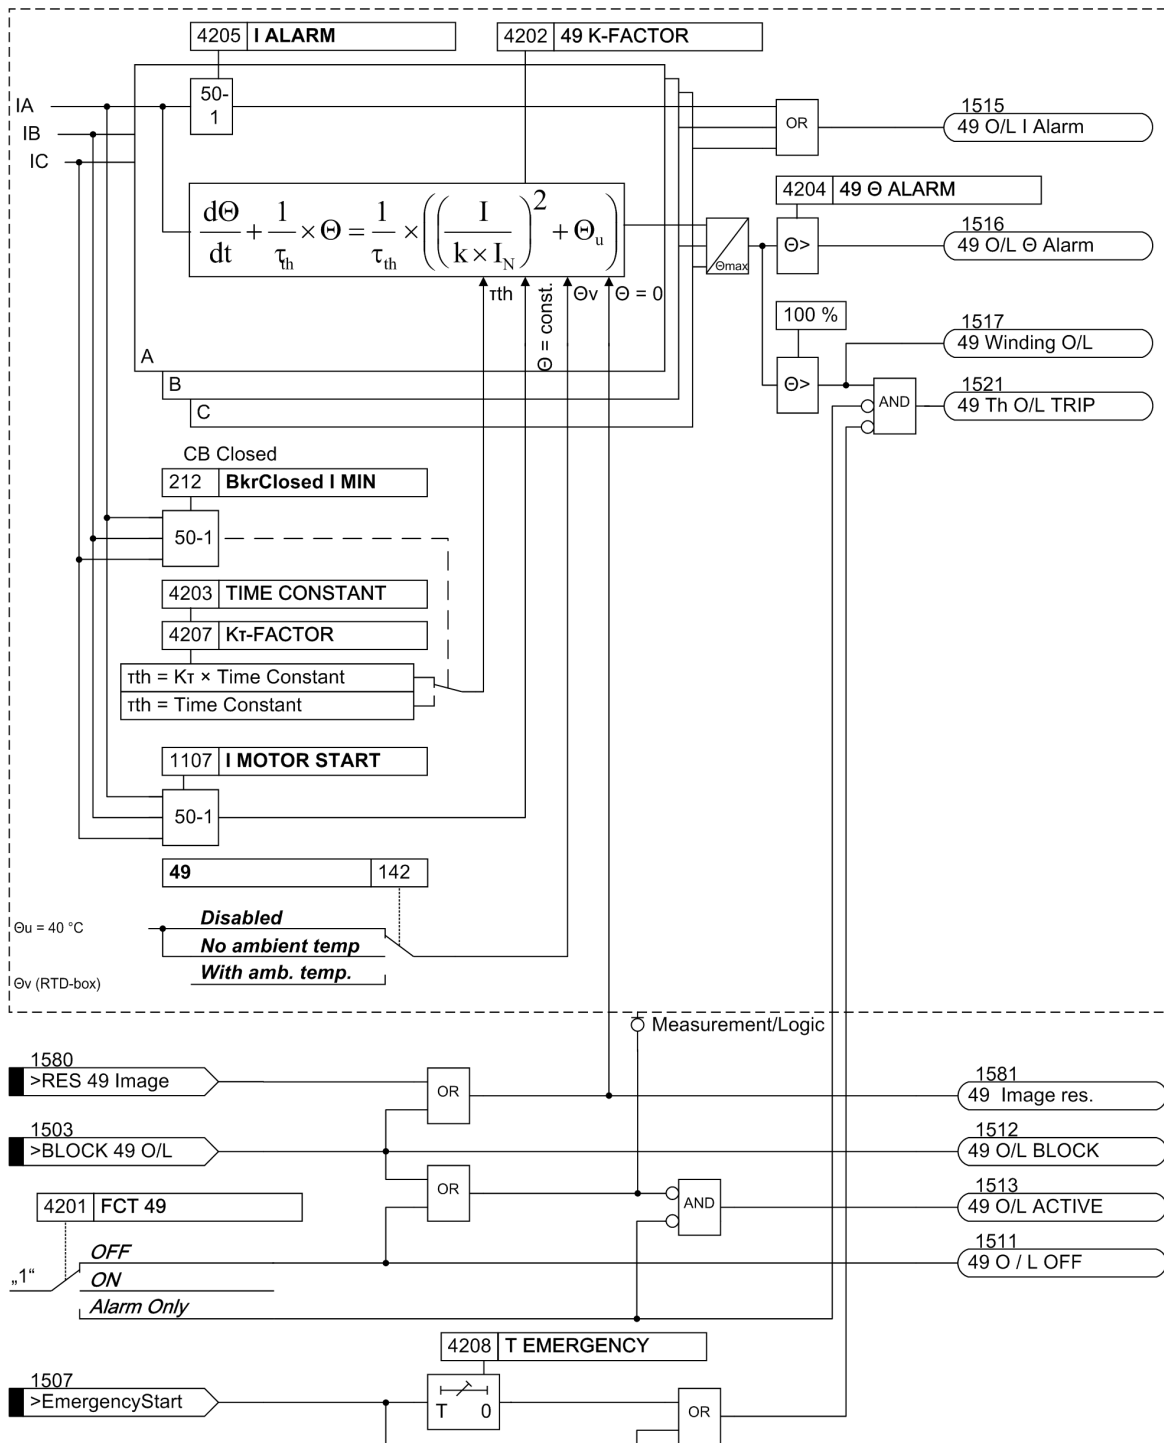 4205 I ALARM
4202 49 K-FACTOR
IA
IB
IC
50-
1
OR
1515
49 O/L I Alarm
dΘ/dt + 1/τth × Θ = 1/τth × ((I/(k × IN))2 + Θu)
Θmax
4204 49 Θ ALARM
Θ>
1516
49 O/L Θ Alarm
τth
Θ = const.
Θv
Θ = 0
100 %
1517
49 Winding O/L
Θ>
AND
1521
49 Th O/L TRIP
A
B
C
CB Closed
212 BkrClosed I MIN
50-1
4203 TIME CONSTANT
4207 Kτ-FACTOR
τth = Kτ × Time Constant
τth = Time Constant
1107 I MOTOR START
50-1
49 142
Θu = 40 °C
Disabled
No ambient temp
With amb. temp.
Θv (RTD-box)
Measurement/Logic
1580
>RES 49 Image
OR
1581
49 Image res.
1503
>BLOCK 49 O/L
1512
49 O/L BLOCK
OR
AND
1513
49 O/L ACTIVE
4201 FCT 49
1511
49 O / L OFF
„1“
OFF
ON
Alarm Only
4208 T EMERGENCY
1507
>EmergencyStart
T 0
OR